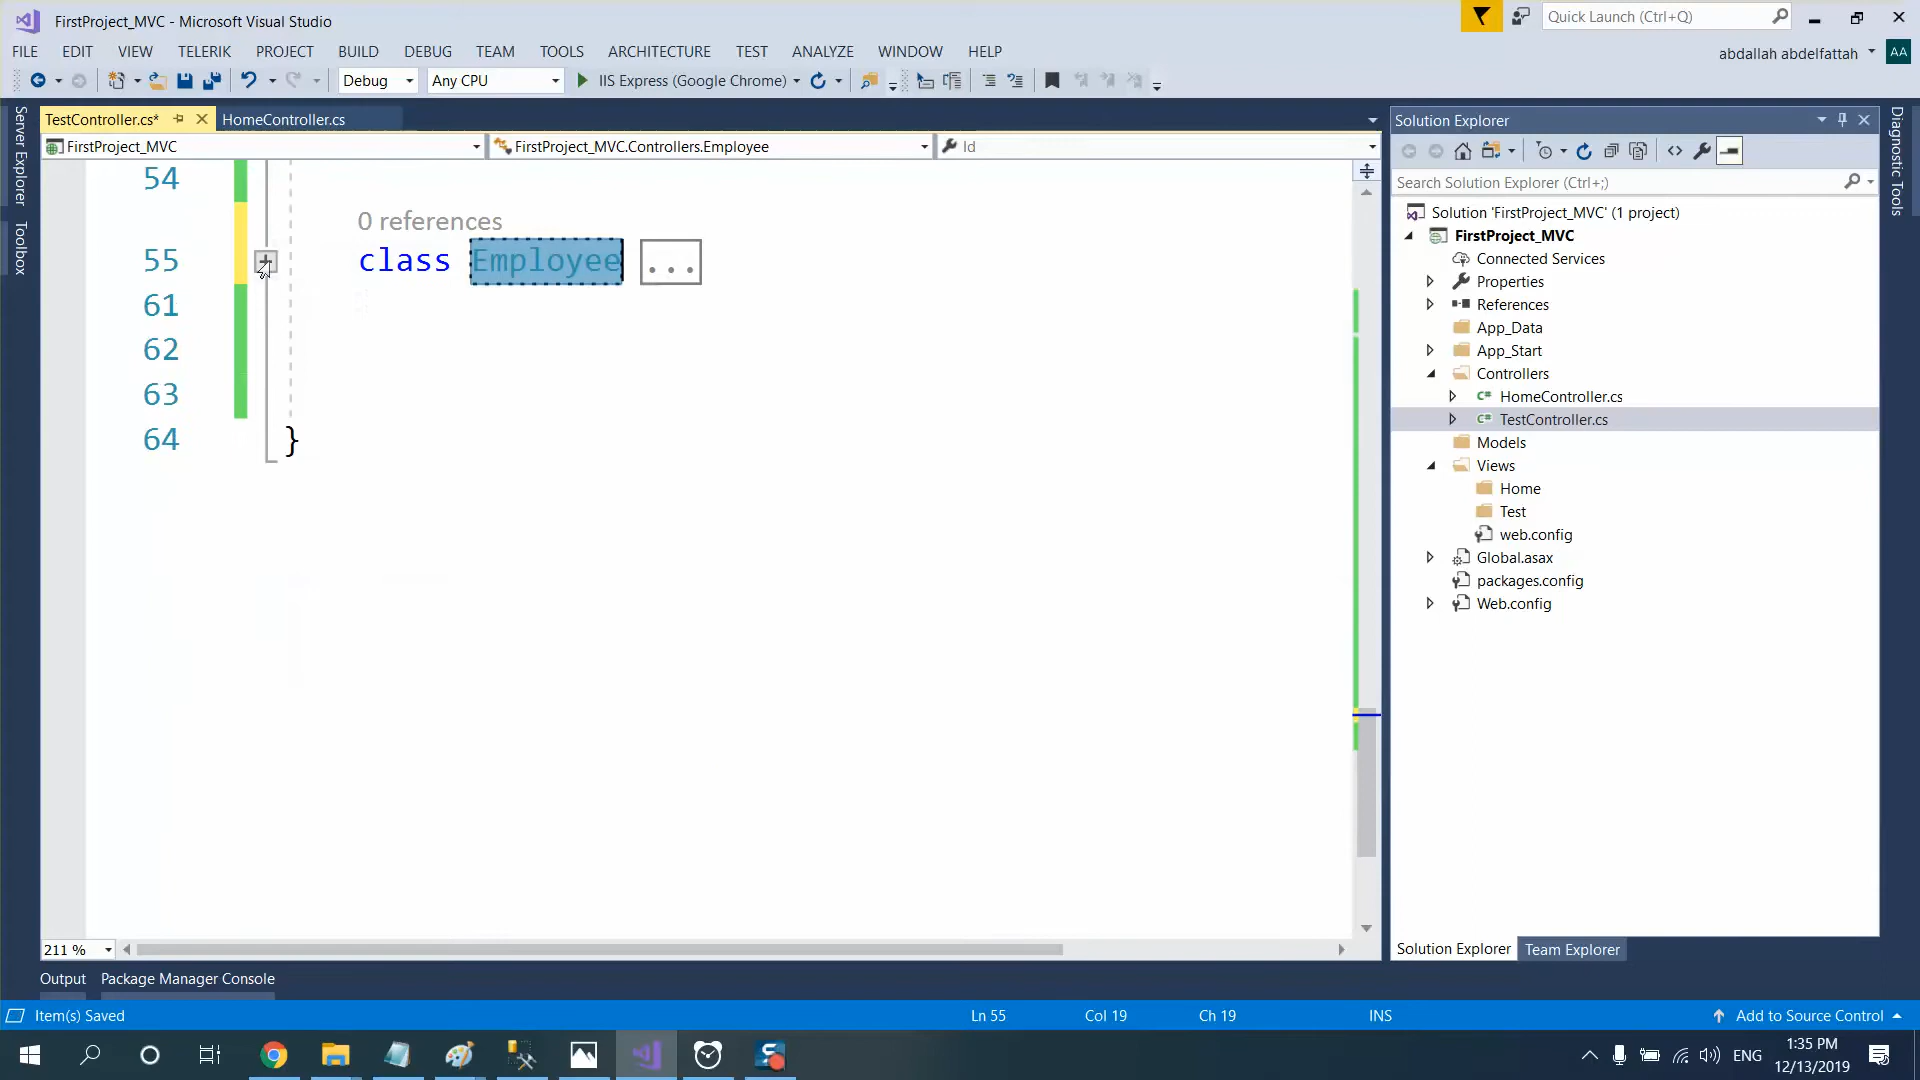 FirstProject_MVC - Microsoft Visual Studio
Quick Launch (Ctrl+Q)
FILE EDIT VIEW TELERIK PROJECT BUILD DEBUG TEAM TOOLS ARCHITECTURE TEST ANALYZE WINDOW HELP
abdallah abdelfattah AA
Debug Any CPU IIS Express (Google Chrome)
Server Explorer
Toolbox
TestController.cs* HomeController.cs
FirstProject_MVC FirstProject_MVC.Controllers.Employee Id
54
0 references
55 class Employee ...
61
62
63
64 }
211 %
Solution Explorer
Search Solution Explorer (Ctrl+;)
Solution 'FirstProject_MVC' (1 project)
FirstProject_MVC
Connected Services
Properties
References
App_Data
App_Start
Controllers
C# HomeController.cs
C# TestController.cs
Models
Views
Home
Test
web.config
Global.asax
packages.config
Web.config
Solution Explorer Team Explorer
Diagnostic Tools
Output Package Manager Console
Item(s) Saved Ln 55 Col 19 Ch 19 INS Add to Source Control
ENG 1:35 PM
12/13/2019